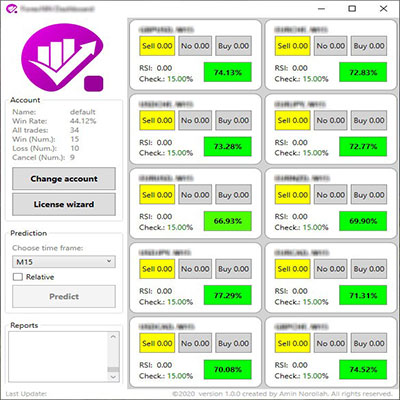 Account
Name: default
Win Rate: 44.12%
All trades: 34
Win (Num.): 15
Loss (Num.): 10
Cancel (Num.): 9
Change account
License wizard
Prediction
Choose time frame:
M15
Relative
Predict
Reports
Last Update:
Sell 0.00 No 0.00 Buy 0.00
RSI: 0.00
Check.: 15.00% 74.13%
Sell 0.00 No 0.00 Buy 0.00
RSI: 0.00
Check.: 15.00% 72.83%
Sell 0.00 No 0.00 Buy 0.00
RSI: 0.00
Check.: 15.00% 73.28%
Sell 0.00 No 0.00 Buy 0.00
RSI: 0.00
Check.: 15.00% 72.77%
Sell 0.00 No 0.00 Buy 0.00
RSI: 0.00
Check.: 15.00% 66.93%
Sell 0.00 No 0.00 Buy 0.00
RSI: 0.00
Check.: 15.00% 69.90%
Sell 0.00 No 0.00 Buy 0.00
RSI: 0.00
Check.: 15.00% 77.29%
Sell 0.00 No 0.00 Buy 0.00
RSI: 0.00
Check.: 15.00% 71.31%
Sell 0.00 No 0.00 Buy 0.00
RSI: 0.00
Check.: 15.00% 70.08%
Sell 0.00 No 0.00 Buy 0.00
RSI: 0.00
Check.: 15.00% 74.52%
©2020 version 1.0.0 created by Amin Norollah. All rights reserved.